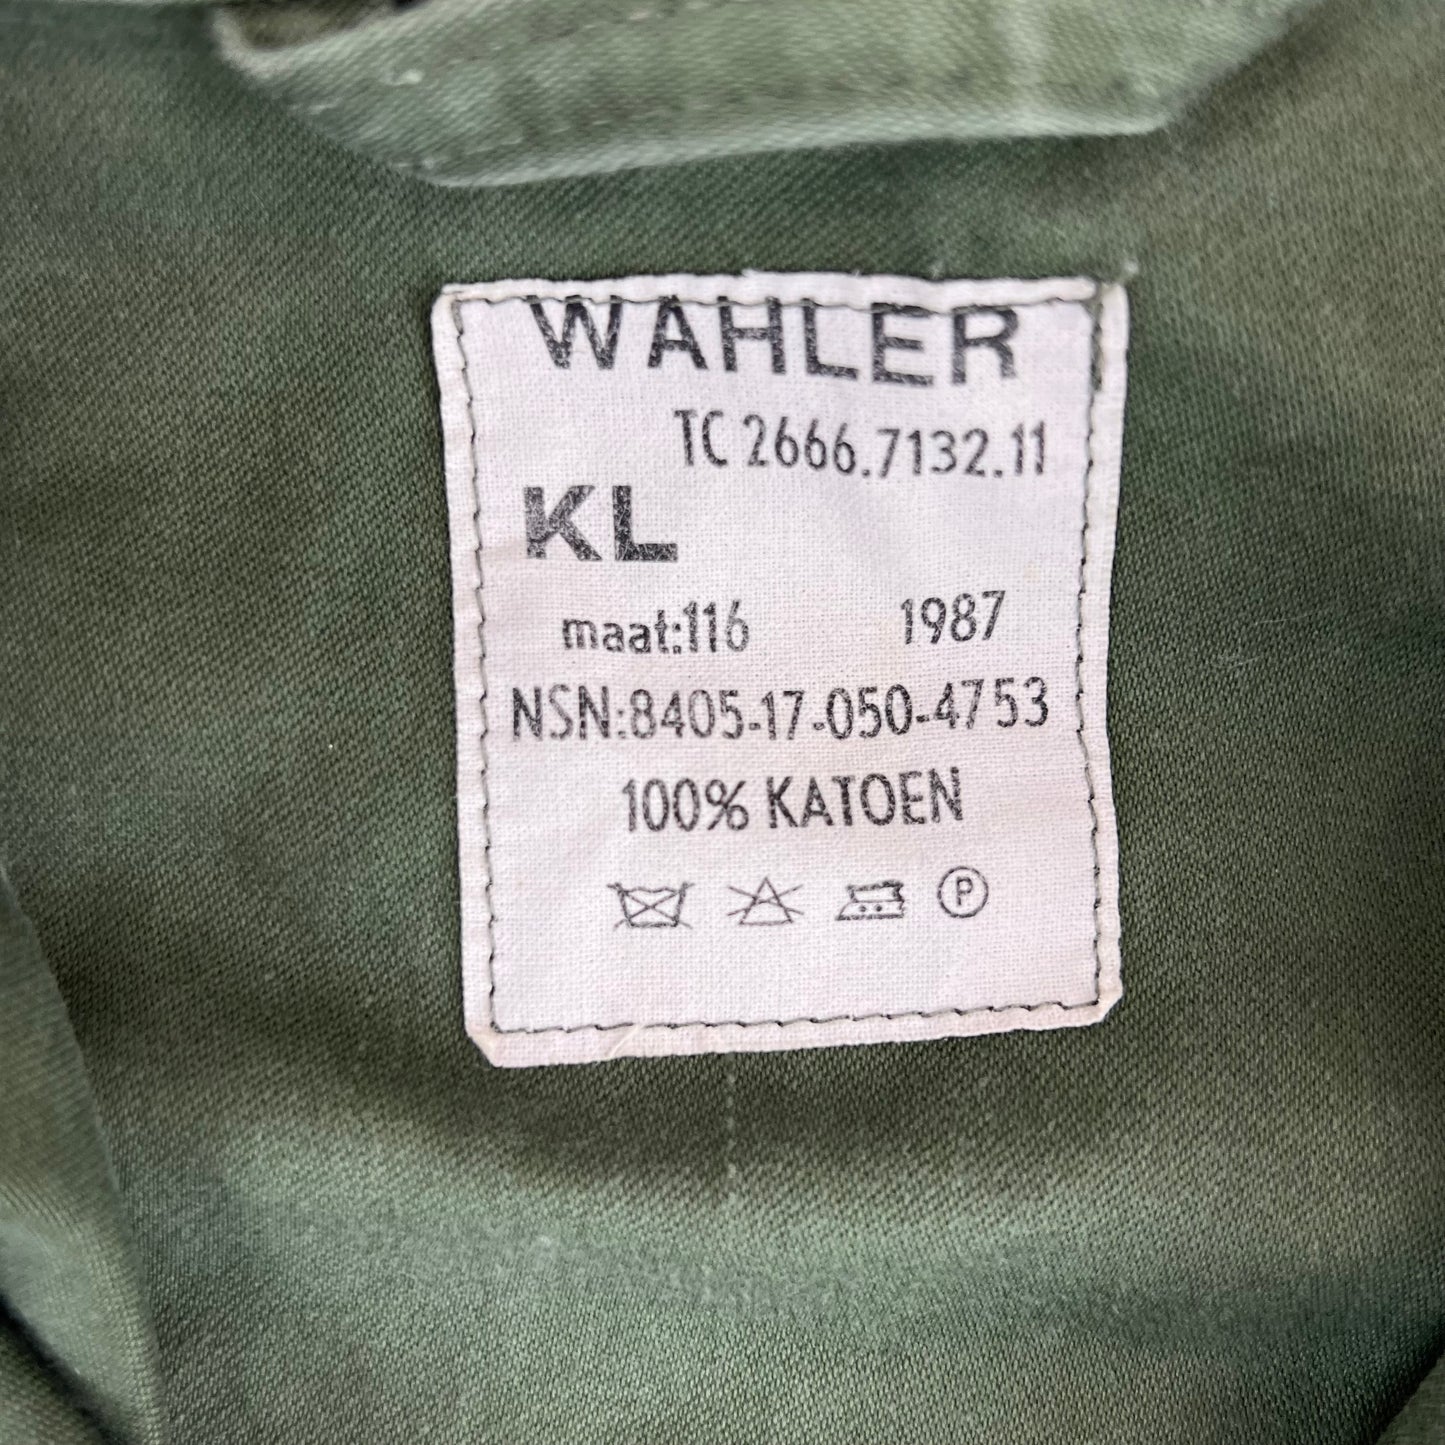 WAHLER
TC 2666.7132.11
KL
maat:116 1987
NSN:8405-17-050-4753
100% KATOEN
P